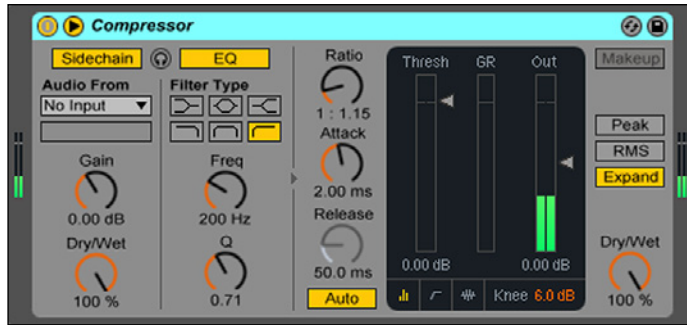 Compressor
Sidechain EQ
Audio From Filter Type
No Input
Gain Freq
0.00 dB 200 Hz
Dry/Wet Q
100 % 0.71
Ratio
1 : 1.15
Attack
2.00 ms
Release
50.0 ms
Auto
Thresh GR Out
0.00 dB 0.00 dB
Knee 6.0 dB
Makeup
Peak
RMS
Expand
Dry/Wet
100 %